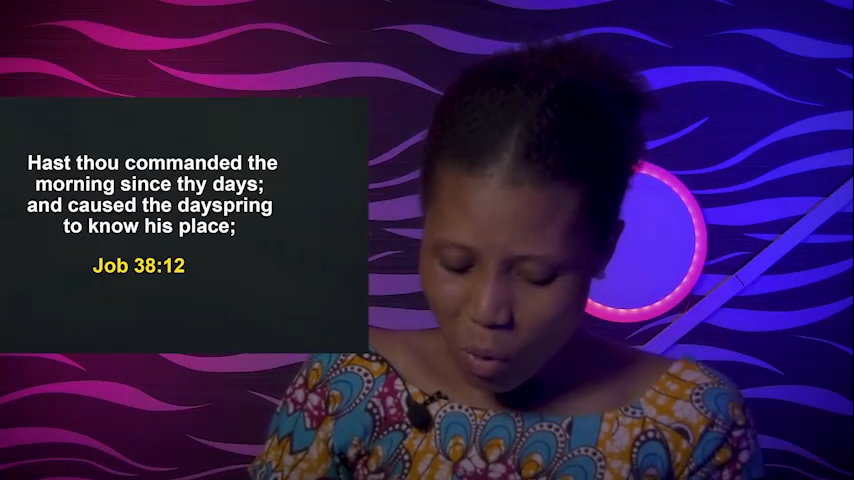 Hast thou commanded the
morning since thy days;
and caused the dayspring
to know his place;
Job 38:12